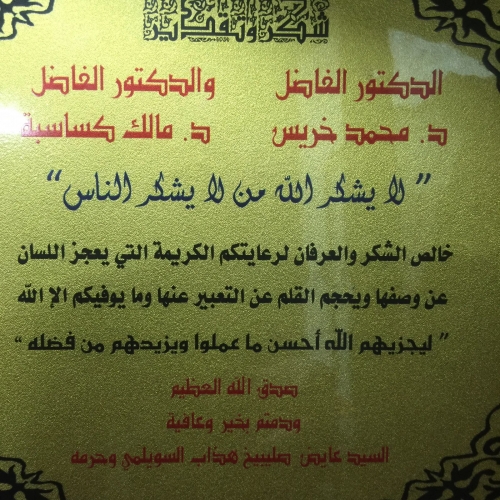 شكر وتقدير
الدكتور الفاضل والدكتور الفاضل
د. محمد خريس د. مالك كساسبة
" لا يشكر الله من لا يشكر الناس "
خالص الشكر والعرفان لرعايتكم الكريمة التي يعجز اللسان
عن وصفها ويحجم القلم عن التعبير عنها وما يوفيكم الا الله
" ليجزيهم الله أحسن ما عملوا ويزيدهم من فضله "
صدق الله العظيم
ودمتم بخير وعافية
السيد عايض صليبيخ هذاب السويلمي وحرمه